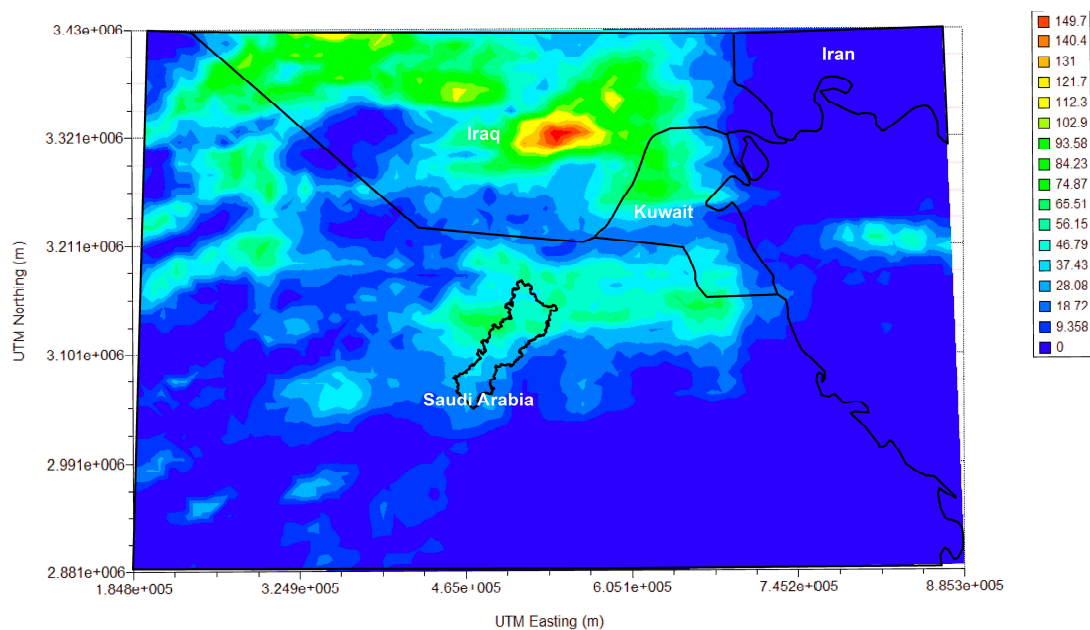 3.43e+006
3.321e+006
3.211e+006
3.101e+006
2.991e+006
2.881e+006
UTM Northing (m)
Iran
Iraq
Kuwait
Saudi Arabia
1.848e+005
3.249e+005
4.65e+005
6.051e+005
7.452e+005
8.853e+005
UTM Easting (m)
149.7
140.4
131
121.7
112.3
102.9
93.58
84.23
74.87
65.51
56.15
46.79
37.43
28.08
18.72
9.358
0